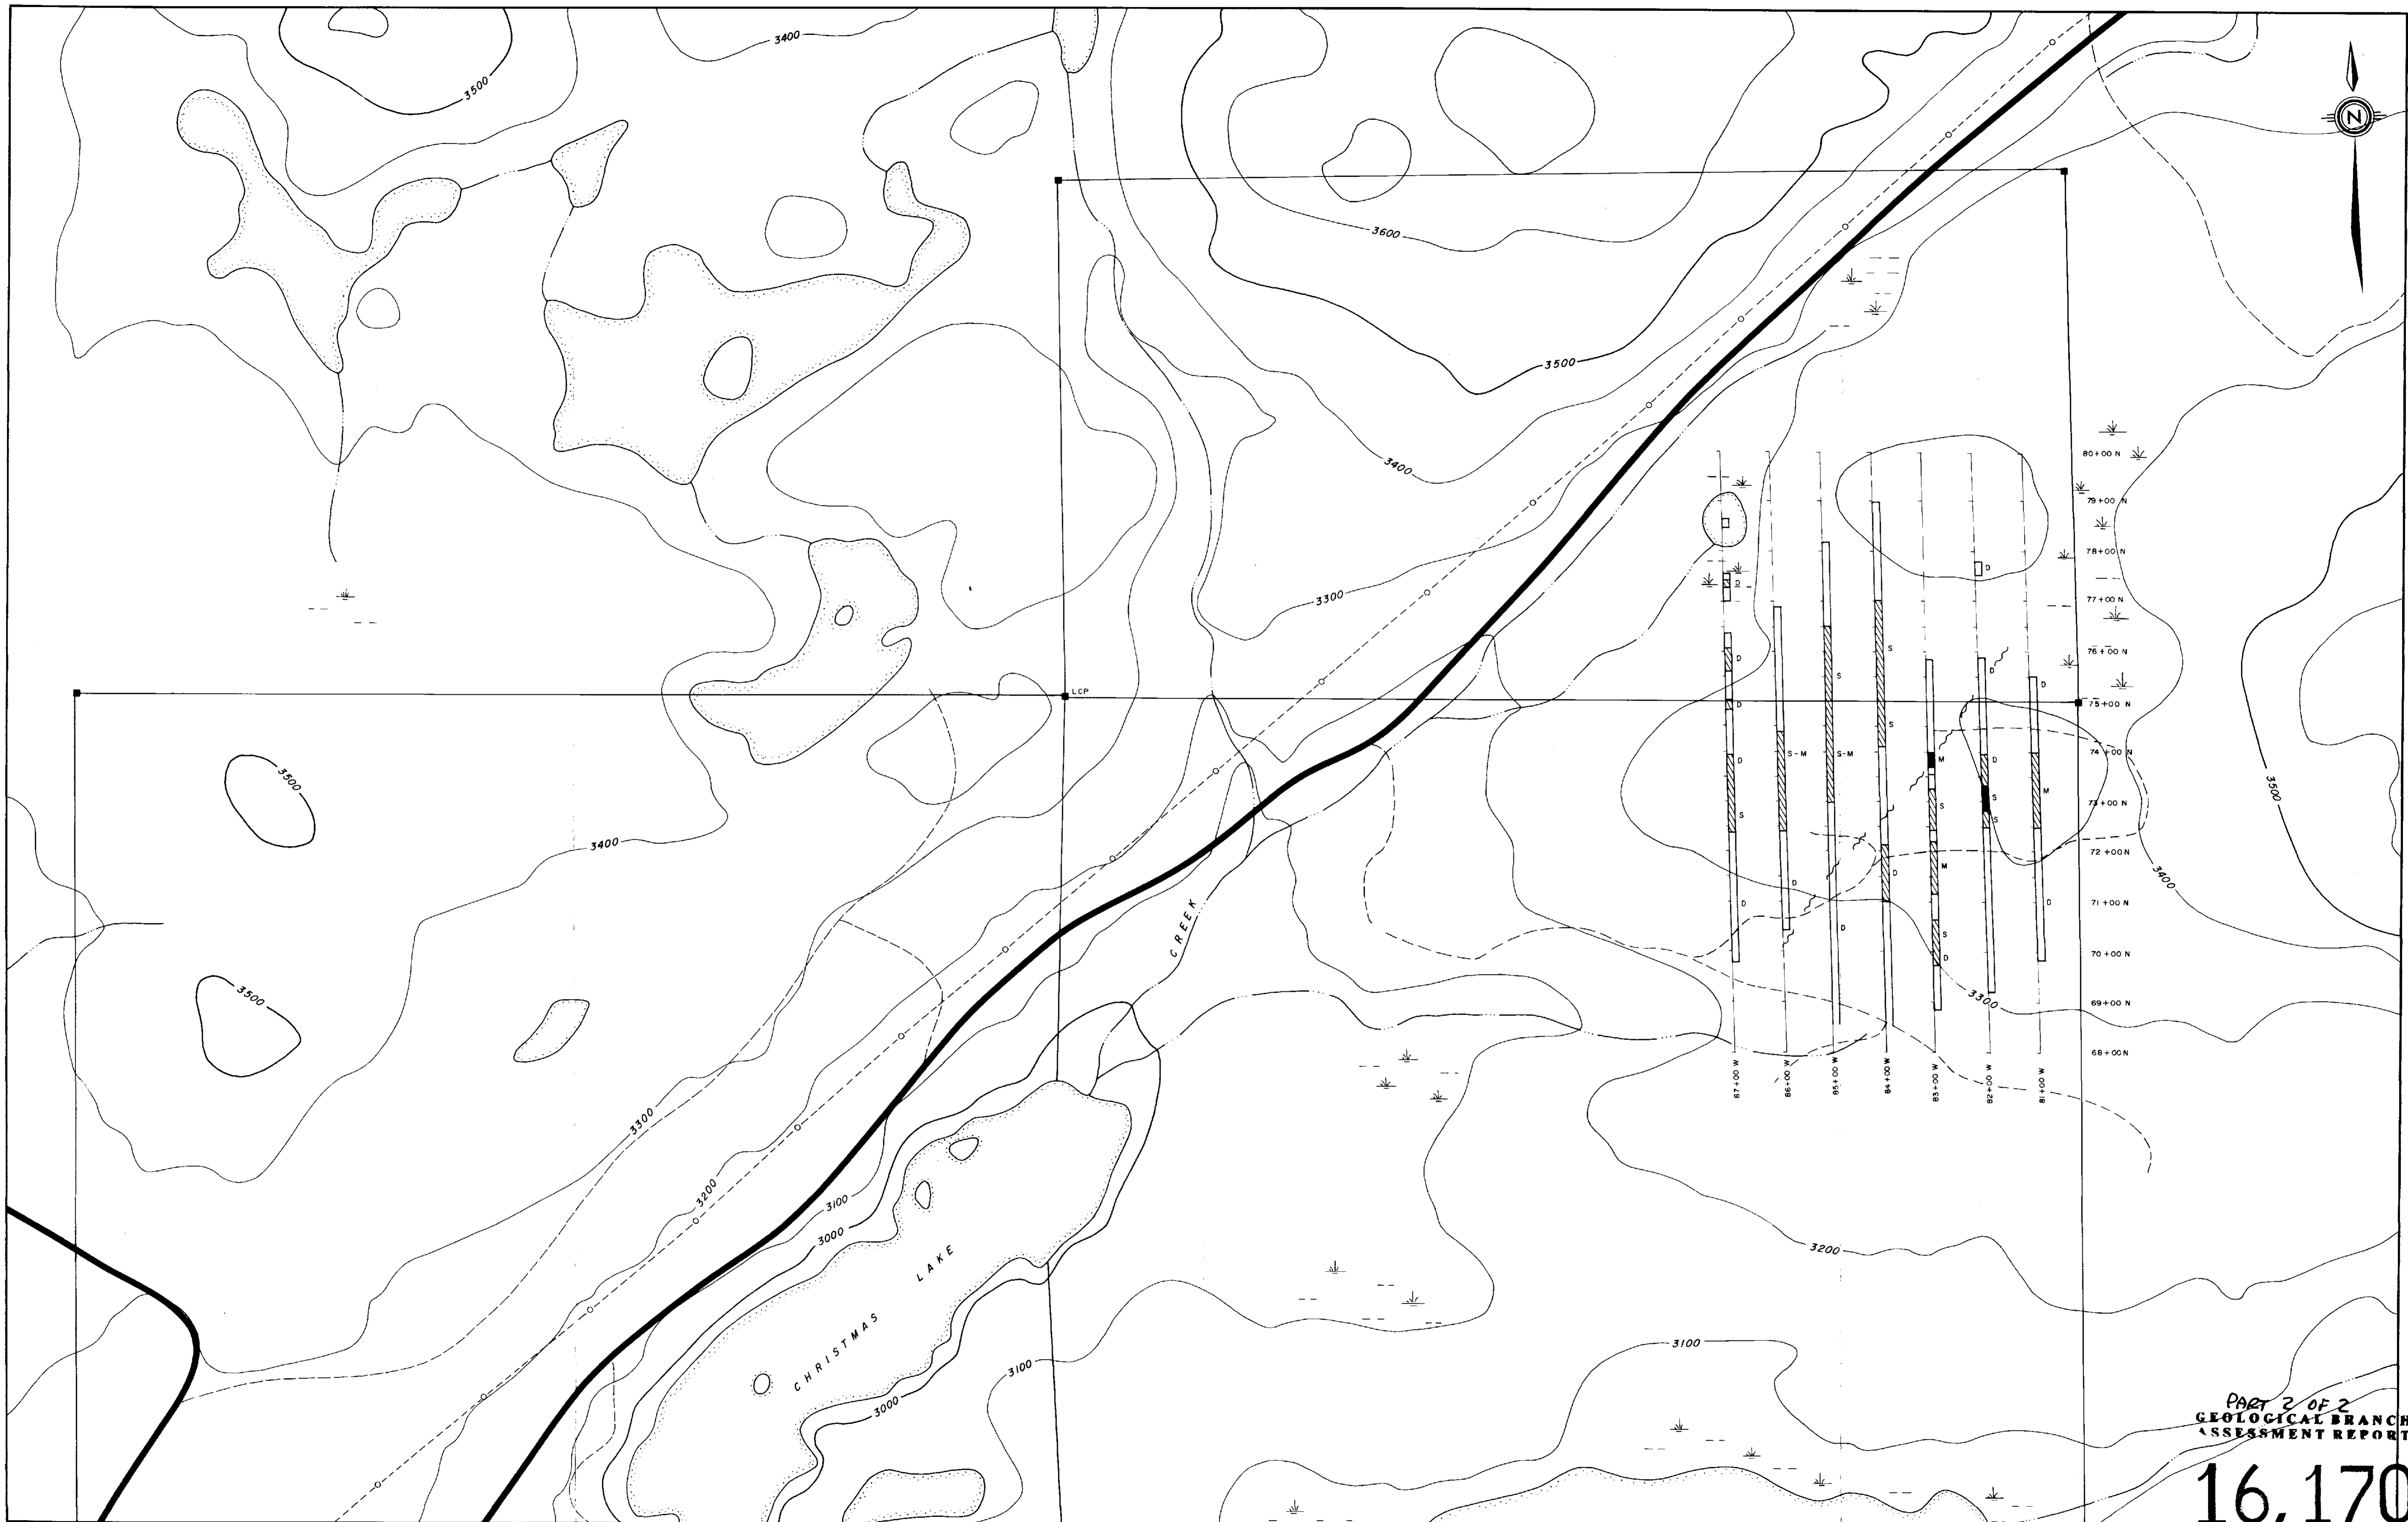 3400
3500
N
3600
3500
3400
80+00 N
79+00 N
78+00 N
D
D
77+00 N
3300
76+00 N
S
S
D
D
D
LCP
S
D
75+00 N
D
S
S-M
S-M
74+00 N
D
M
D
3500
3500
M
73+00 N
S
S
S
S
3400
72+00 N
M
D
D
3400
71+00 N
D
D
CREEK
D
S
70+00 N
D
3500
3300
69+00 N
68+00 N
87+00 W
86+00 W
85+00 W
84+00 W
83+00 W
82+00 W
81+00 W
3300
3200
3100
3000
3200
CHRISTMAS LAKE
3100
3100
3000
PART 2 OF 2
GEOLOGICAL BRANCH
ASSESSMENT REPORT
16,170